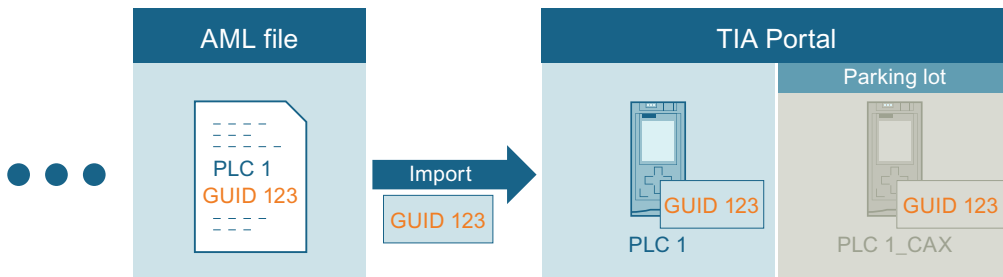 AML file
PLC 1
GUID 123
Import
GUID 123
TIA Portal
Parking lot
GUID 123
PLC 1
GUID 123
PLC 1_CAX